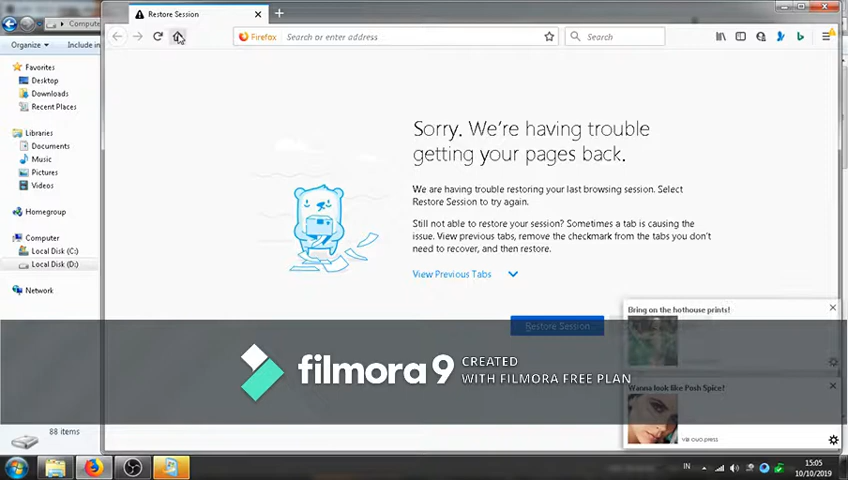 Restore Session
Compute
Firefox
Search or enter address
Search
Organize
Include in
Favorites
Desktop
Downloads
Recent Places
Libraries
Documents
Music
Pictures
Videos
Homegroup
Computer
Local Disk (C:)
Local Disk (D:)
Network
Sorry. We're having trouble
getting your pages back.
We are having trouble restoring your last browsing session. Select
Restore Session to try again.
Still not able to restore your session? Sometimes a tab is causing the
issue. View previous tabs, remove the checkmark from the tabs you don't
need to recover, and then restore.
View Previous Tabs
Restore Session
Bring on the hothouse prints!
Wanna look like Posh Spice?
via ouo.press
filmora9
CREATED
WITH FILMORA FREE PLAN
88 items
IN
15:05
10/10/2019